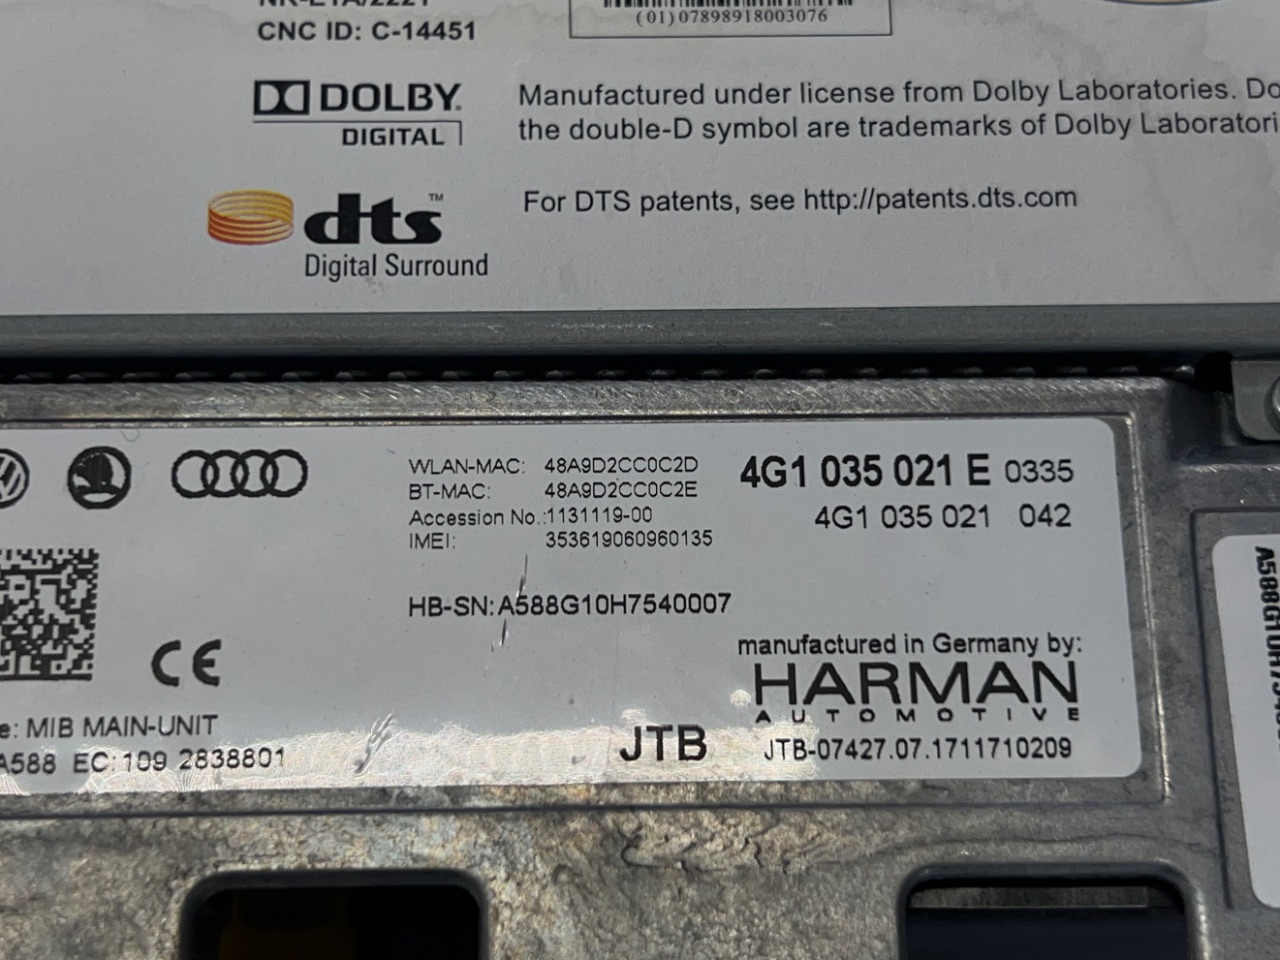 CNC ID: C-14451
(01)07898918003076
DOLBY
DIGITAL
Manufactured under license from Dolby Laboratories.
the double-D symbol are trademarks of Dolby
dts™
Digital Surround
For DTS patents, see http://patents.dts.com
WLAN-MAC: 48A9D2CC0C2D
BT-MAC: 48A9D2CC0C2E
Accession No.:1131119-00
IMEI: 353619060960135
4G1 035 021 E 0335
4G1 035 021 042
HB-SN:A588G10H7540007
CE
manufactured in Germany by:
HARMAN
AUTOMOTIVE
MIB MAIN-UNIT
A588 EC:109 2838801
JTB
JTB-07427.07.1711710209